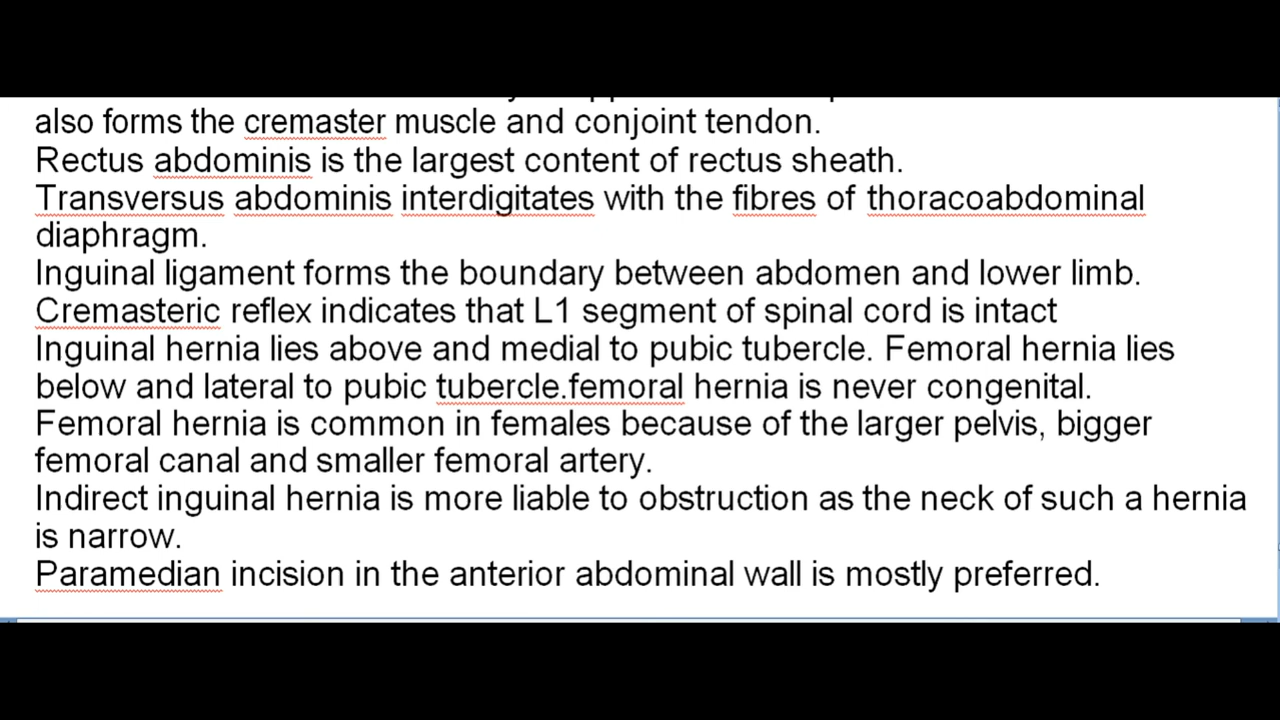 also forms the cremaster muscle and conjoint tendon.
Rectus abdominis is the largest content of rectus sheath.
Transversus abdominis interdigitates with the fibres of thoracoabdominal
diaphragm.
Inguinal ligament forms the boundary between abdomen and lower limb.
Cremasteric reflex indicates that L1 segment of spinal cord is intact
Inguinal hernia lies above and medial to pubic tubercle. Femoral hernia lies
below and lateral to pubic tubercle.femoral hernia is never congenital.
Femoral hernia is common in females because of the larger pelvis, bigger
femoral canal and smaller femoral artery.
Indirect inguinal hernia is more liable to obstruction as the neck of such a hernia
is narrow.
Paramedian incision in the anterior abdominal wall is mostly preferred.